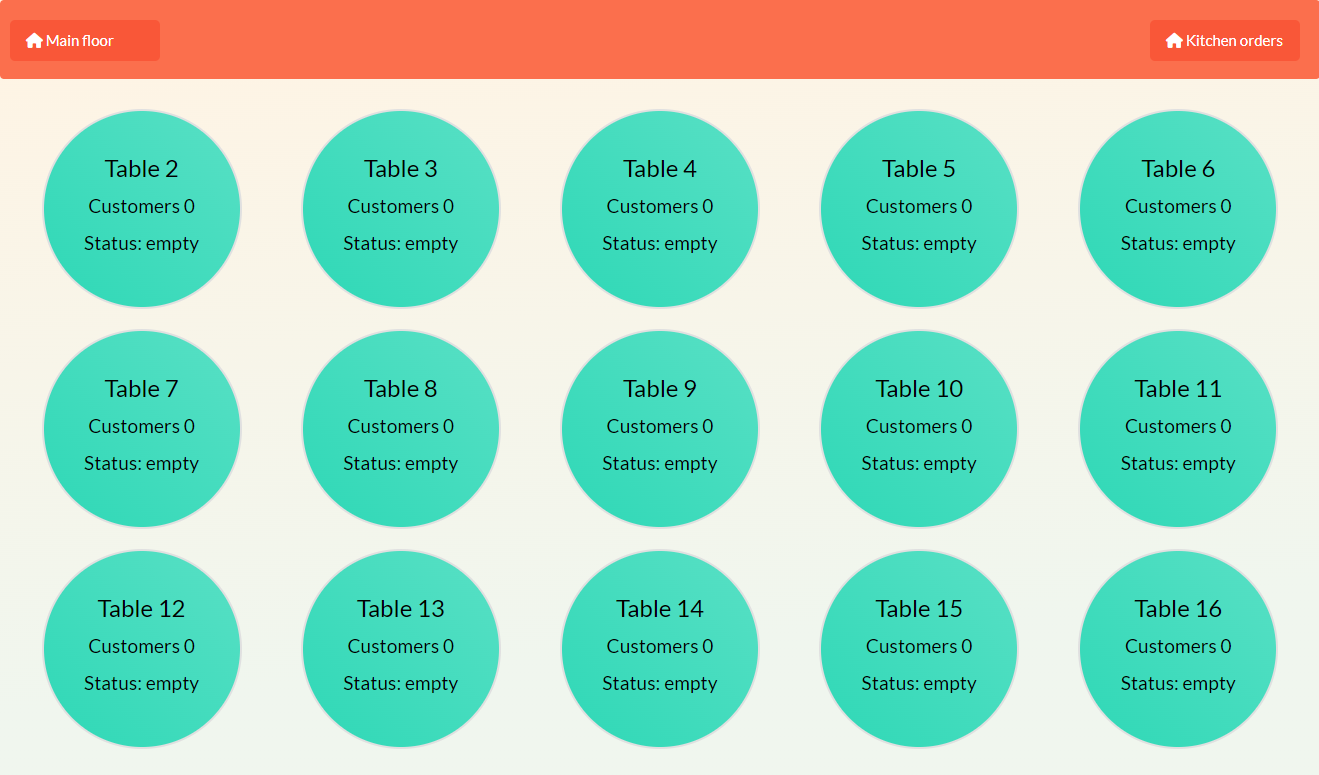 Main floor
Kitchen orders
Table 2
Customers 0
Status: empty
Table 3
Customers 0
Status: empty
Table 4
Customers 0
Status: empty
Table 5
Customers 0
Status: empty
Table 6
Customers 0
Status: empty
Table 7
Customers 0
Status: empty
Table 8
Customers 0
Status: empty
Table 9
Customers 0
Status: empty
Table 10
Customers 0
Status: empty
Table 11
Customers 0
Status: empty
Table 12
Customers 0
Status: empty
Table 13
Customers 0
Status: empty
Table 14
Customers 0
Status: empty
Table 15
Customers 0
Status: empty
Table 16
Customers 0
Status: empty